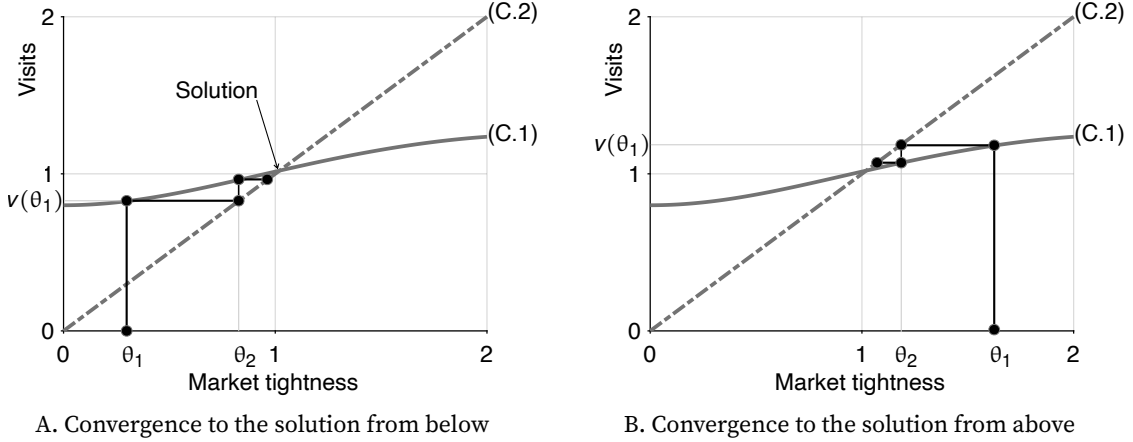 2
(C.2)
Visits
Solution
(C.1)
1
v(θ1)
0
0
θ1
θ2
1
2
Market tightness
A. Convergence to the solution from below
2
(C.2)
Visits
(C.1)
v(θ1)
1
0
0
1
θ2
θ1
2
Market tightness
B. Convergence to the solution from above